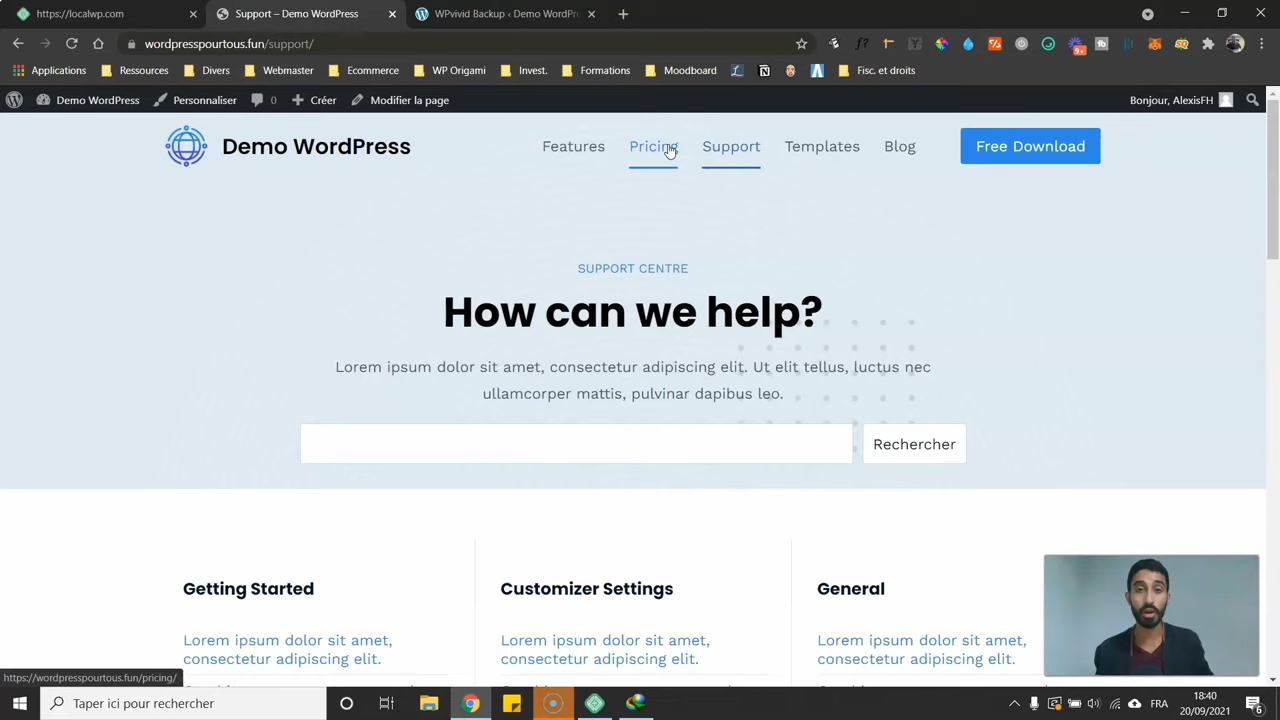 https://localwp.com
Support – Demo WordPress
WPvivid Backup ‹ Demo WordPr
wordpresspourtous.fun/support/
9+
Applications
Ressources
Divers
Webmaster
Ecommerce
WP Origami
Invest.
Formations
Moodboard
Fisc. et droits
Demo WordPress
Personnaliser
0
Créer
Modifier la page
Bonjour, AlexisFH
Demo WordPress
Features
Pricing
Support
Templates
Blog
Free Download
SUPPORT CENTRE
How can we help?
Lorem ipsum dolor sit amet, consectetur adipiscing elit. Ut elit tellus, luctus nec
ullamcorper mattis, pulvinar dapibus leo.
Rechercher
Getting Started
Customizer Settings
General
Lorem ipsum dolor sit amet,
consectetur adipiscing elit.
Lorem ipsum dolor sit amet,
consectetur adipiscing elit.
Lorem ipsum dolor sit amet,
consectetur adipiscing elit.
https://wordpresspourtous.fun/pricing/
Taper ici pour rechercher
FRA
18:40
20/09/2021
6